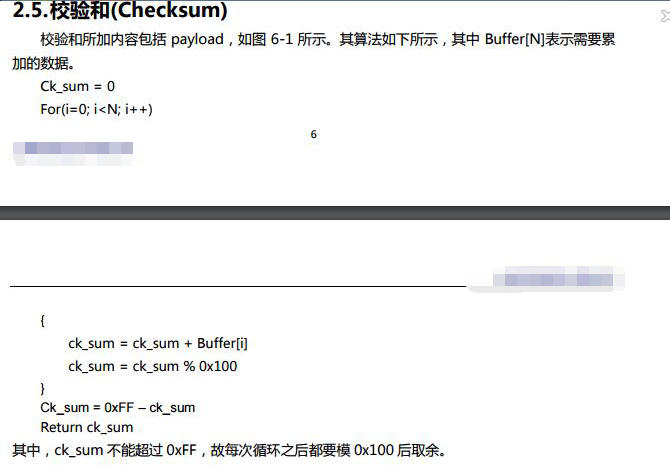 2.5.校验和(Checksum)
校验和所加内容包括 payload，如图 6-1 所示。其算法如下所示，其中 Buffer[N]表示需要累
加的数据。
Ck_sum = 0
For(i=0; i<N; i++)
6
{
ck_sum = ck_sum + Buffer[i]
ck_sum = ck_sum % 0x100
}
Ck_sum = 0xFF – ck_sum
Return ck_sum
其中，ck_sum 不能超过 0xFF，故每次循环之后都要模 0x100 后取余。